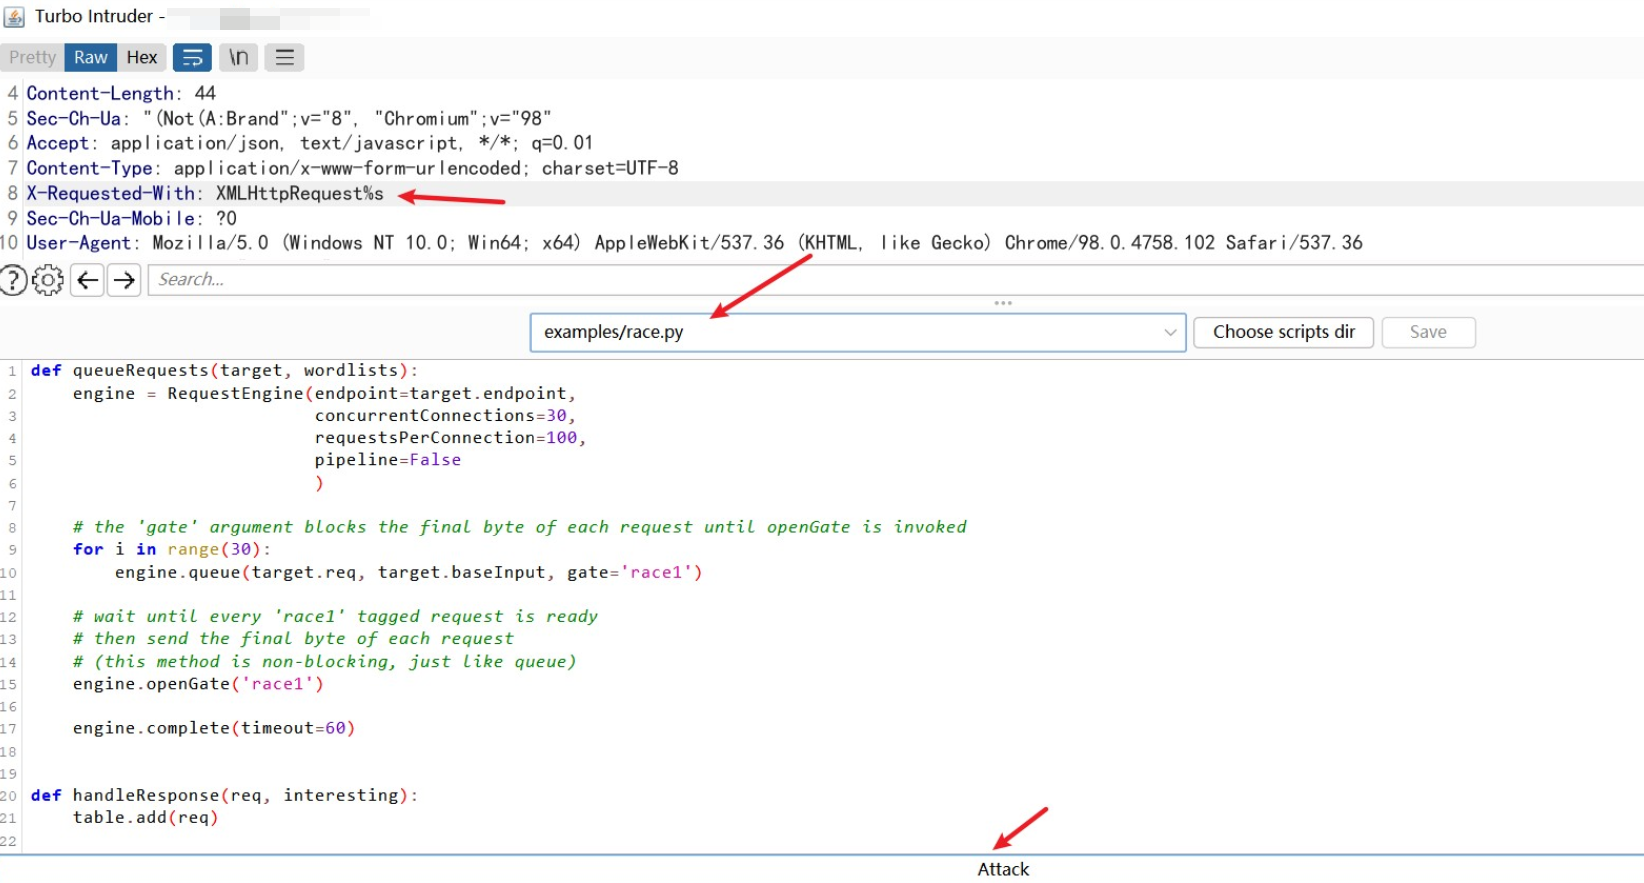 Turbo Intruder -
Pretty Raw Hex \n
4 Content-Length: 44
5 Sec-Ch-Ua: "(Not(A:Brand";v="8", "Chromium";v="98"
6 Accept: application/json, text/javascript, */*; q=0.01
7 Content-Type: application/x-www-form-urlencoded; charset=UTF-8
8 X-Requested-With: XMLHttpRequest%s
9 Sec-Ch-Ua-Mobile: ?0
10 User-Agent: Mozilla/5.0 (Windows NT 10.0; Win64; x64) AppleWebKit/537.36 (KHTML, like Gecko) Chrome/98.0.4758.102 Safari/537.36
? Search...
examples/race.py Choose scripts dir Save
1 def queueRequests(target, wordlists):
2     engine = RequestEngine(endpoint=target.endpoint,
3                            concurrentConnections=30,
4                            requestsPerConnection=100,
5                            pipeline=False
6                            )
7
8     # the 'gate' argument blocks the final byte of each request until openGate is invoked
9     for i in range(30):
10         engine.queue(target.req, target.baseInput, gate='race1')
11
12     # wait until every 'race1' tagged request is ready
13     # then send the final byte of each request
14     # (this method is non-blocking, just like queue)
15     engine.openGate('race1')
16
17     engine.complete(timeout=60)
18
19
20 def handleResponse(req, interesting):
21     table.add(req)
22
Attack